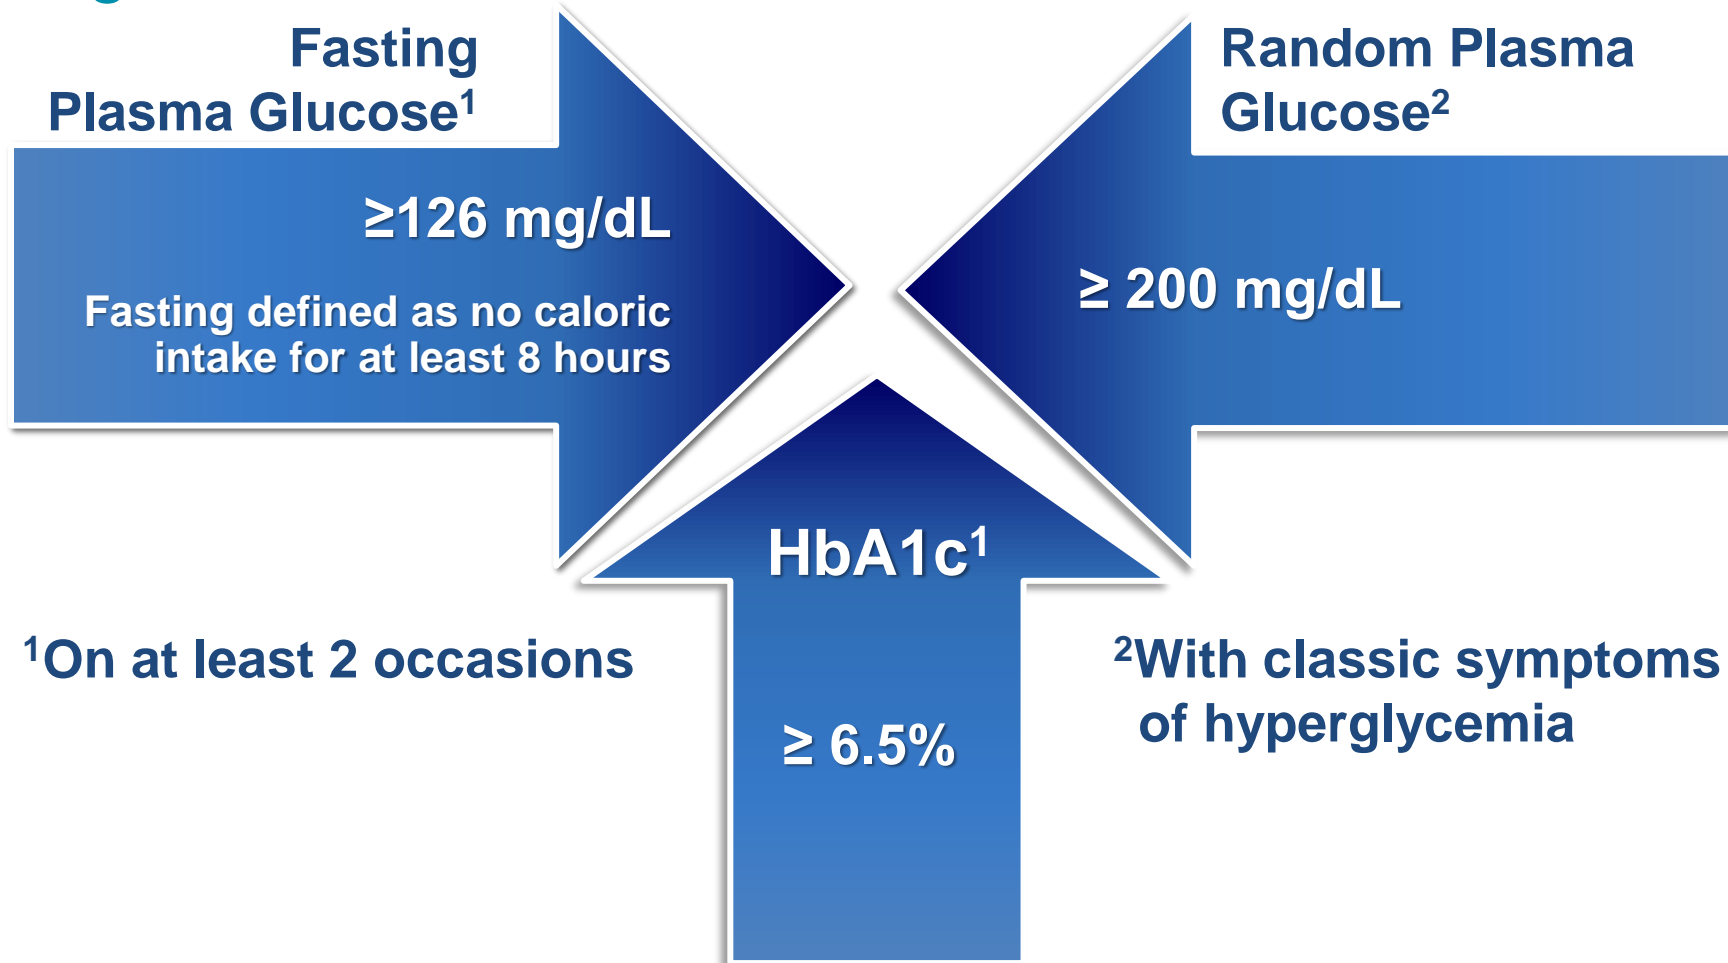 Fasting
Plasma Glucose¹
≥126 mg/dL
Fasting defined as no caloric
intake for at least 8 hours
Random Plasma
Glucose²
≥ 200 mg/dL
HbA1c¹
≥ 6.5%
¹On at least 2 occasions
²With classic symptoms
of hyperglycemia